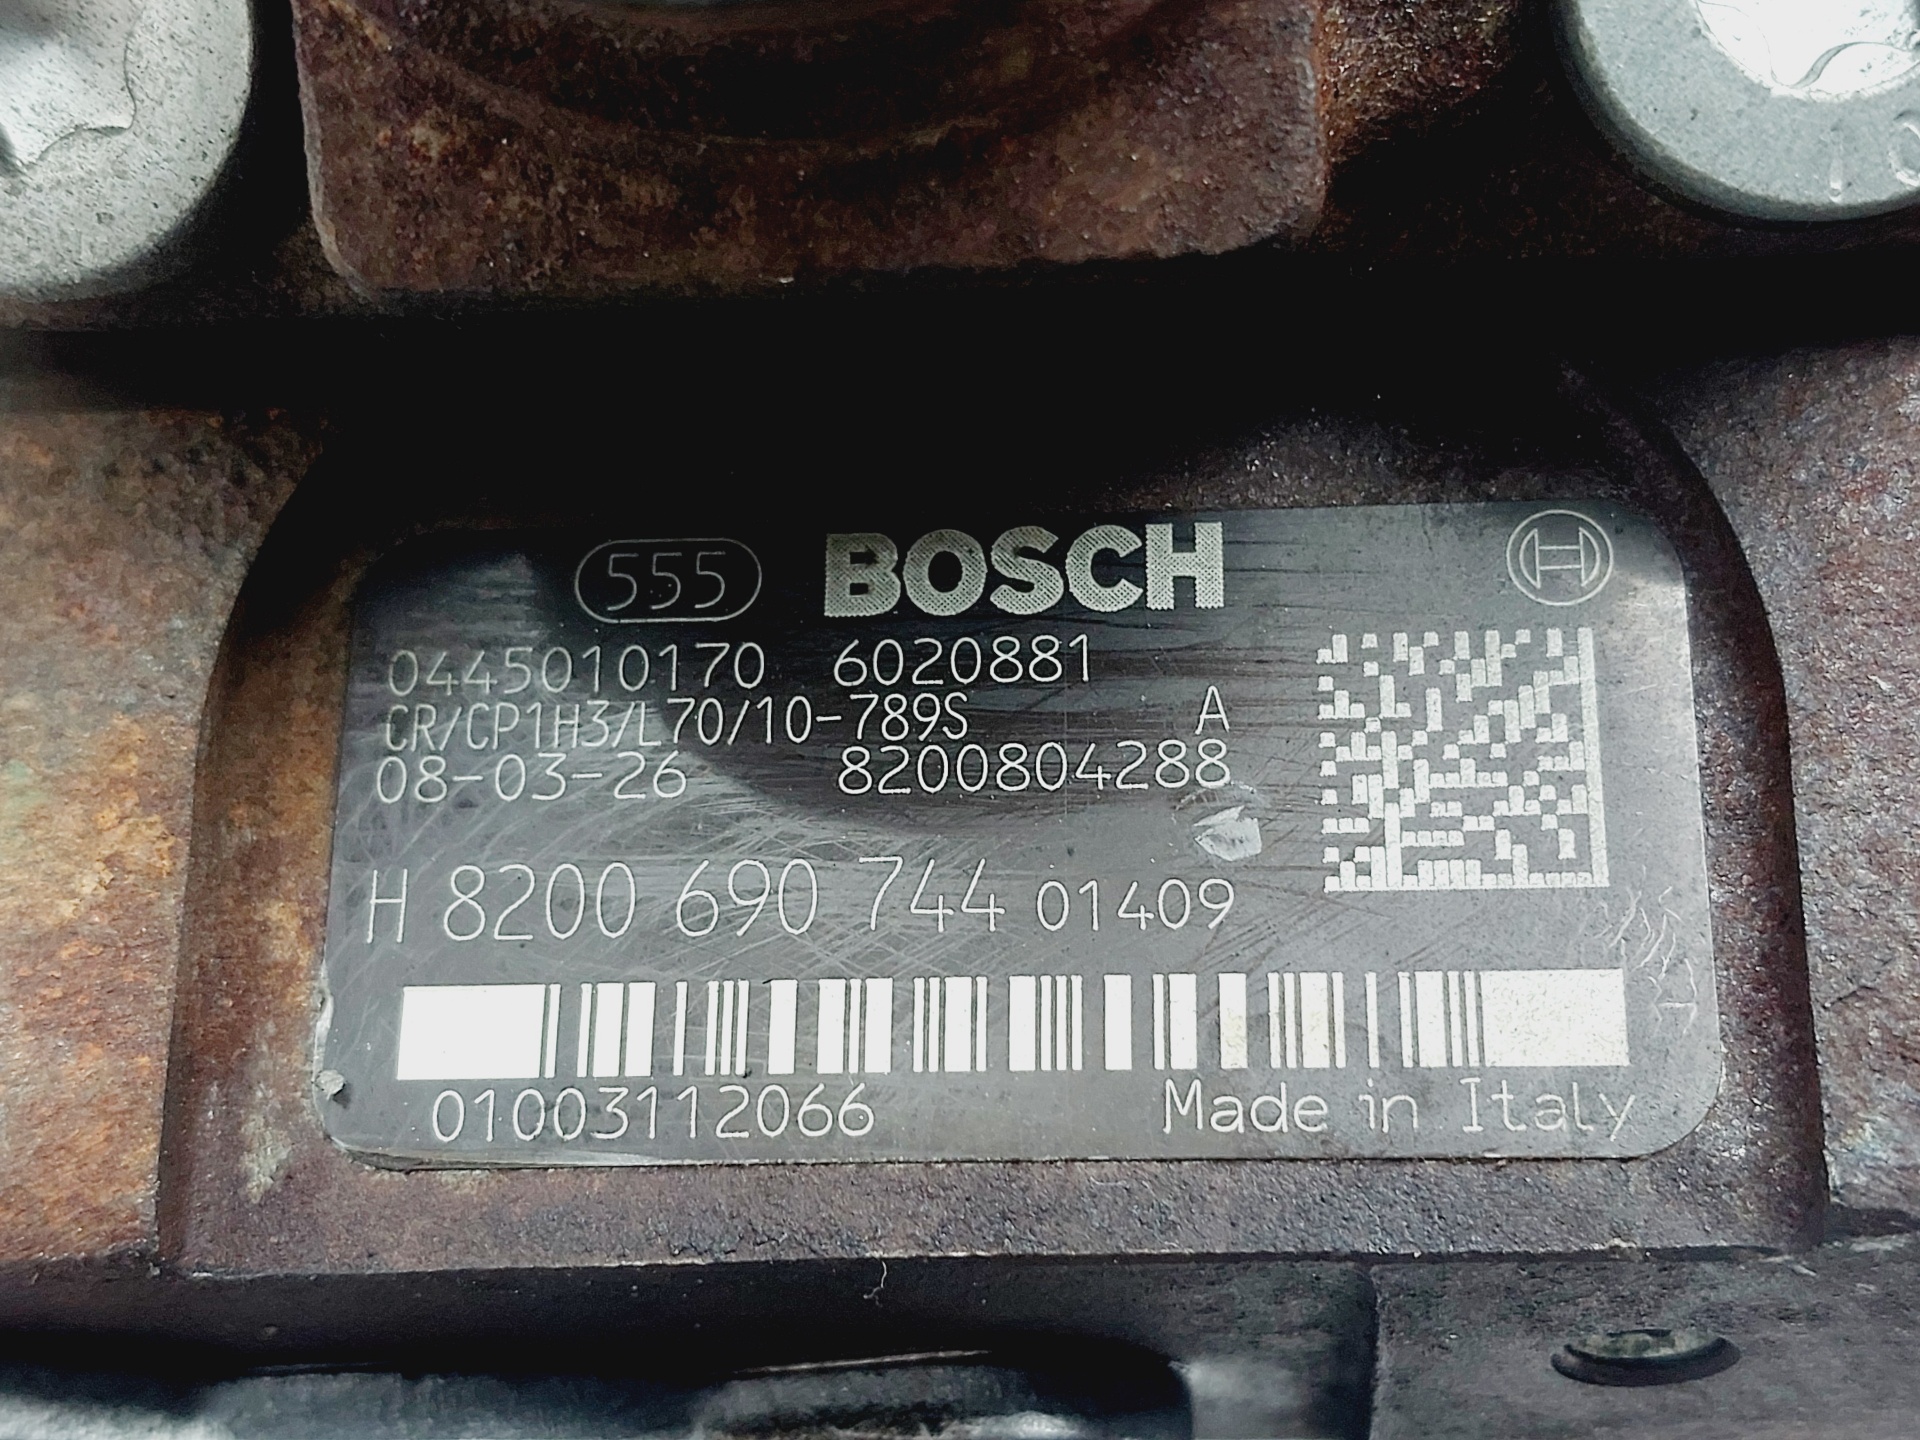 10
555 BOSCH
0445010170 6020881
CR/CP1H3/L70/10-789S A
08-03-26 8200804288
H 8200 690 744 01409
01003112066 Made in Italy